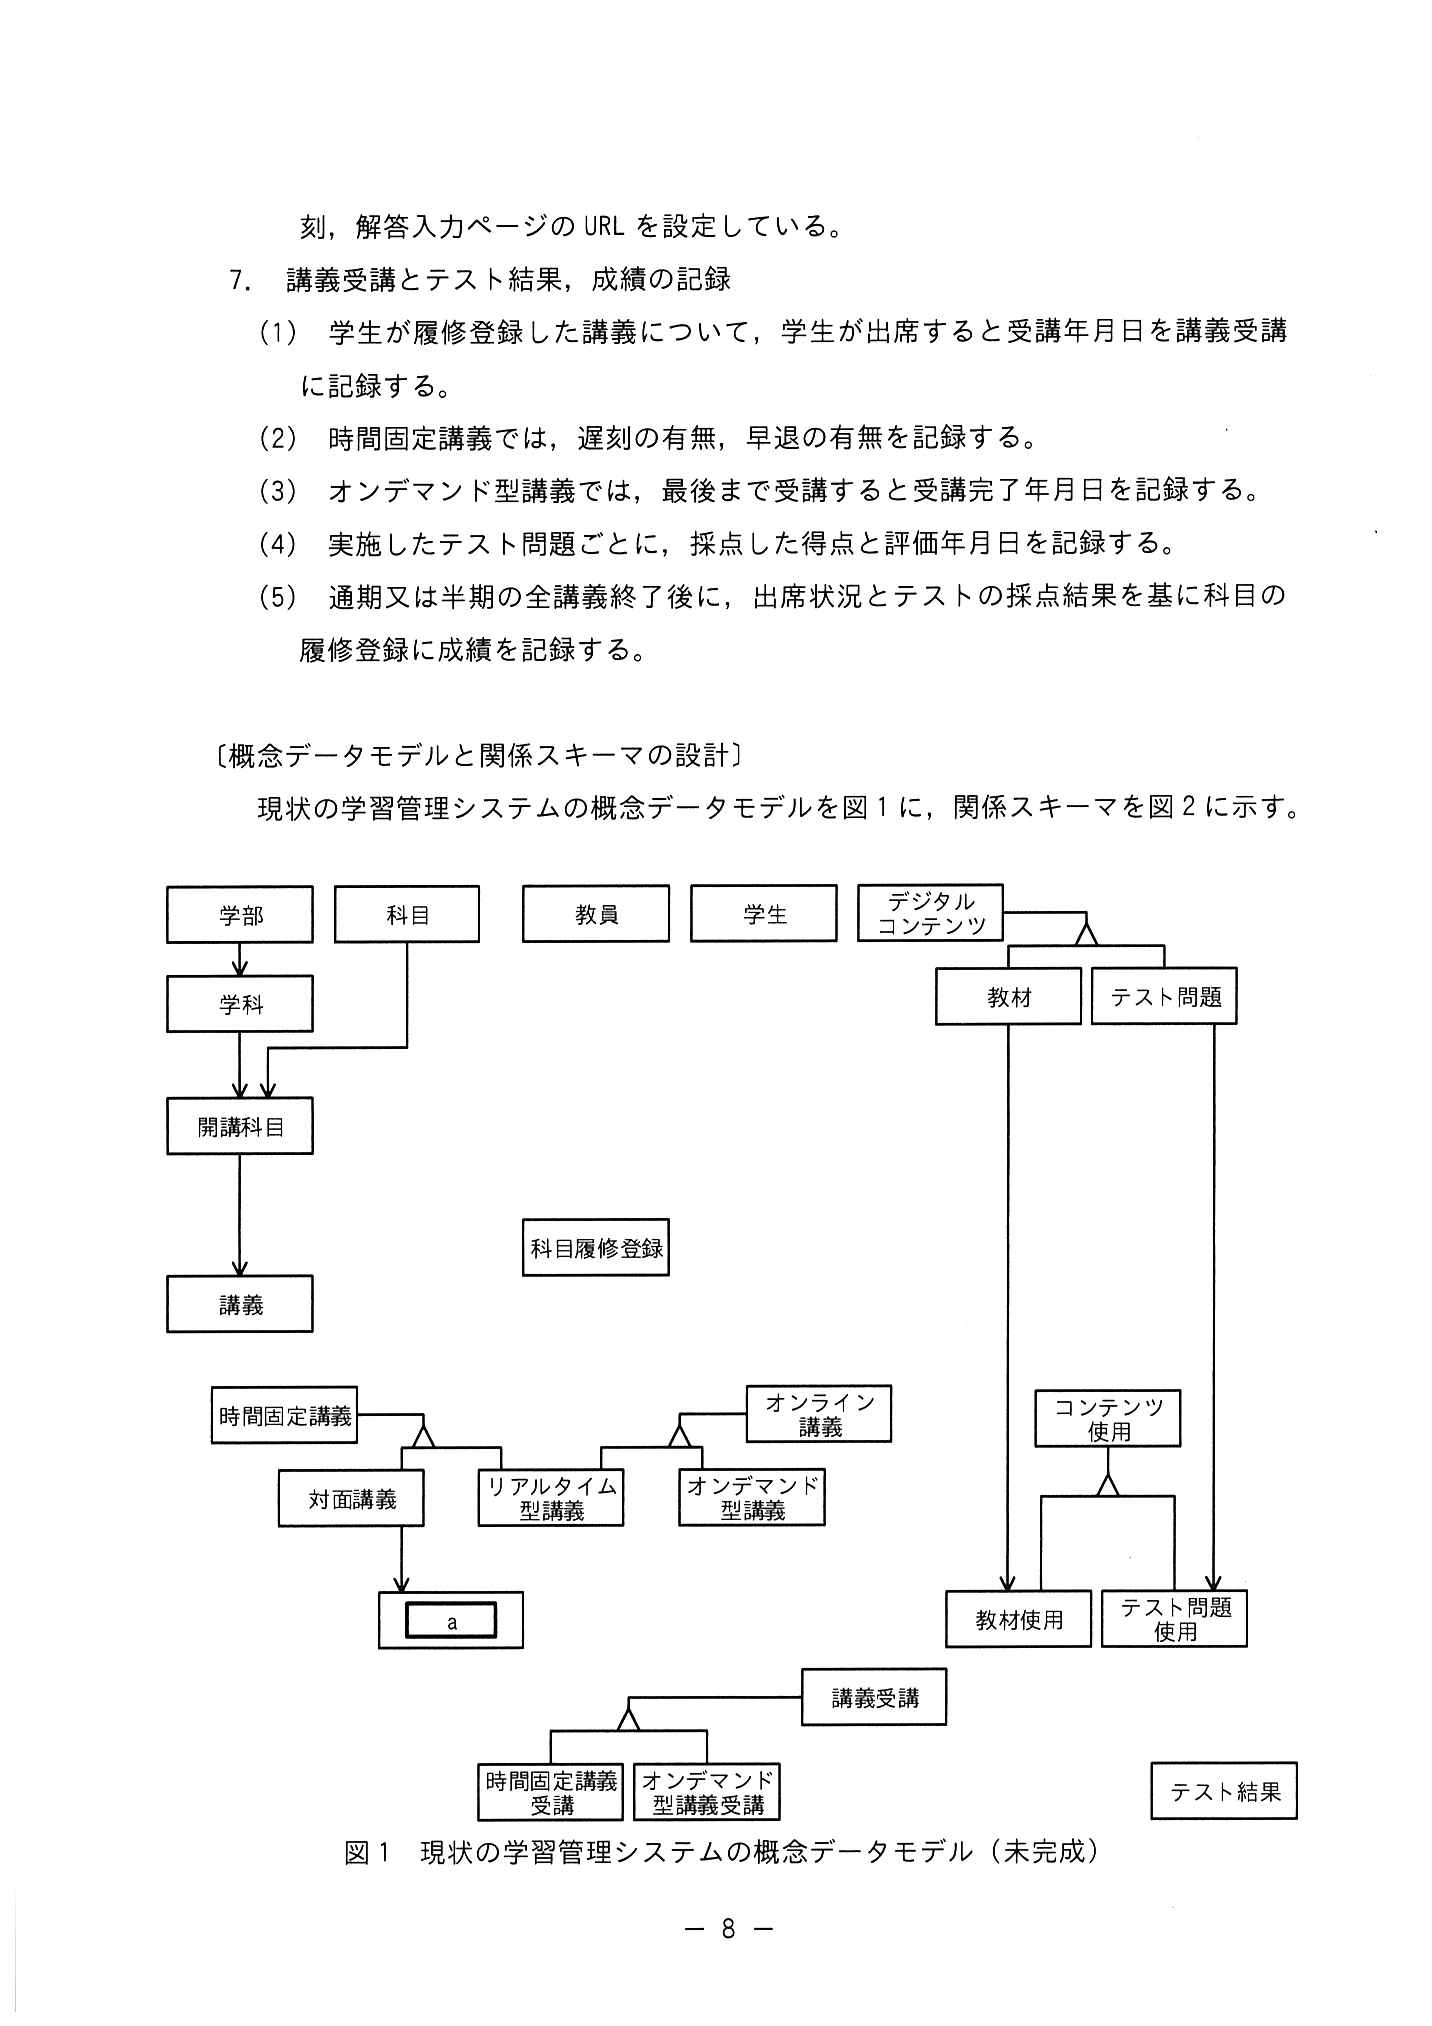 刻，解答入力ページの URL を設定している。
7. 講義受講とテスト結果，成績の記録
(1) 学生が履修登録した講義について，学生が出席すると受講年月日を講義受講
に記録する。
(2) 時間固定講義では，遅刻の有無，早退の有無を記録する。
(3) オンデマンド型講義では，最後まで受講すると受講完了年月日を記録する。
(4) 実施したテスト問題ごとに，採点した得点と評価年月日を記録する。
(5) 通期又は半期の全講義終了後に，出席状況とテストの採点結果を基に科目の
履修登録に成績を記録する。
〔概念データモデルと関係スキーマの設計〕
現状の学習管理システムの概念データモデルを図 1 に，関係スキーマを図 2 に示す。
学部
科目
教員
学生
デジタル
コンテンツ
学科
教材
テスト問題
開講科目
科目履修登録
講義
時間固定講義
オンライン
講義
コンテンツ
使用
対面講義
リアルタイム
型講義
オンデマンド
型講義
a
教材使用
テスト問題
使用
講義受講
時間固定講義
受講
オンデマンド
型講義受講
テスト結果
図 1 現状の学習管理システムの概念データモデル（未完成）
－ 8 －